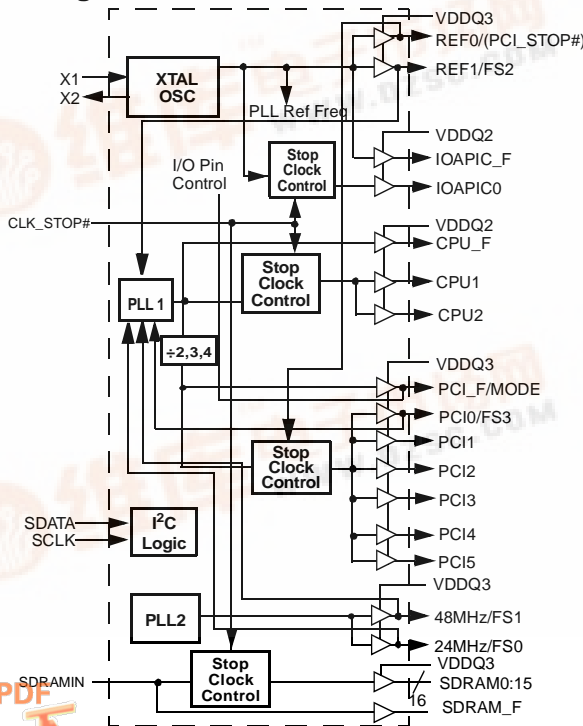 VDDQ3
REF0/(PCI_STOP#)
X1
XTAL
OSC
REF1/FS2
X2
PLL Ref Freq
VDDQ2
I/O Pin
Control
Stop
Clock
Control
IOAPIC_F
IOAPIC0
CLK_STOP#
VDDQ2
CPU_F
Stop
Clock
Control
CPU1
PLL 1
CPU2
÷2,3,4
VDDQ3
PCI_F/MODE
PCI0/FS3
PCI1
Stop
Clock
Control
PCI2
PCI3
SDATA
SCLK
I2C
Logic
PCI4
PCI5
VDDQ3
PLL2
48MHz/FS1
24MHz/FS0
VDDQ3
SDRAMIN
Stop
Clock
Control
SDRAM0:15
16
SDRAM_F
PDF